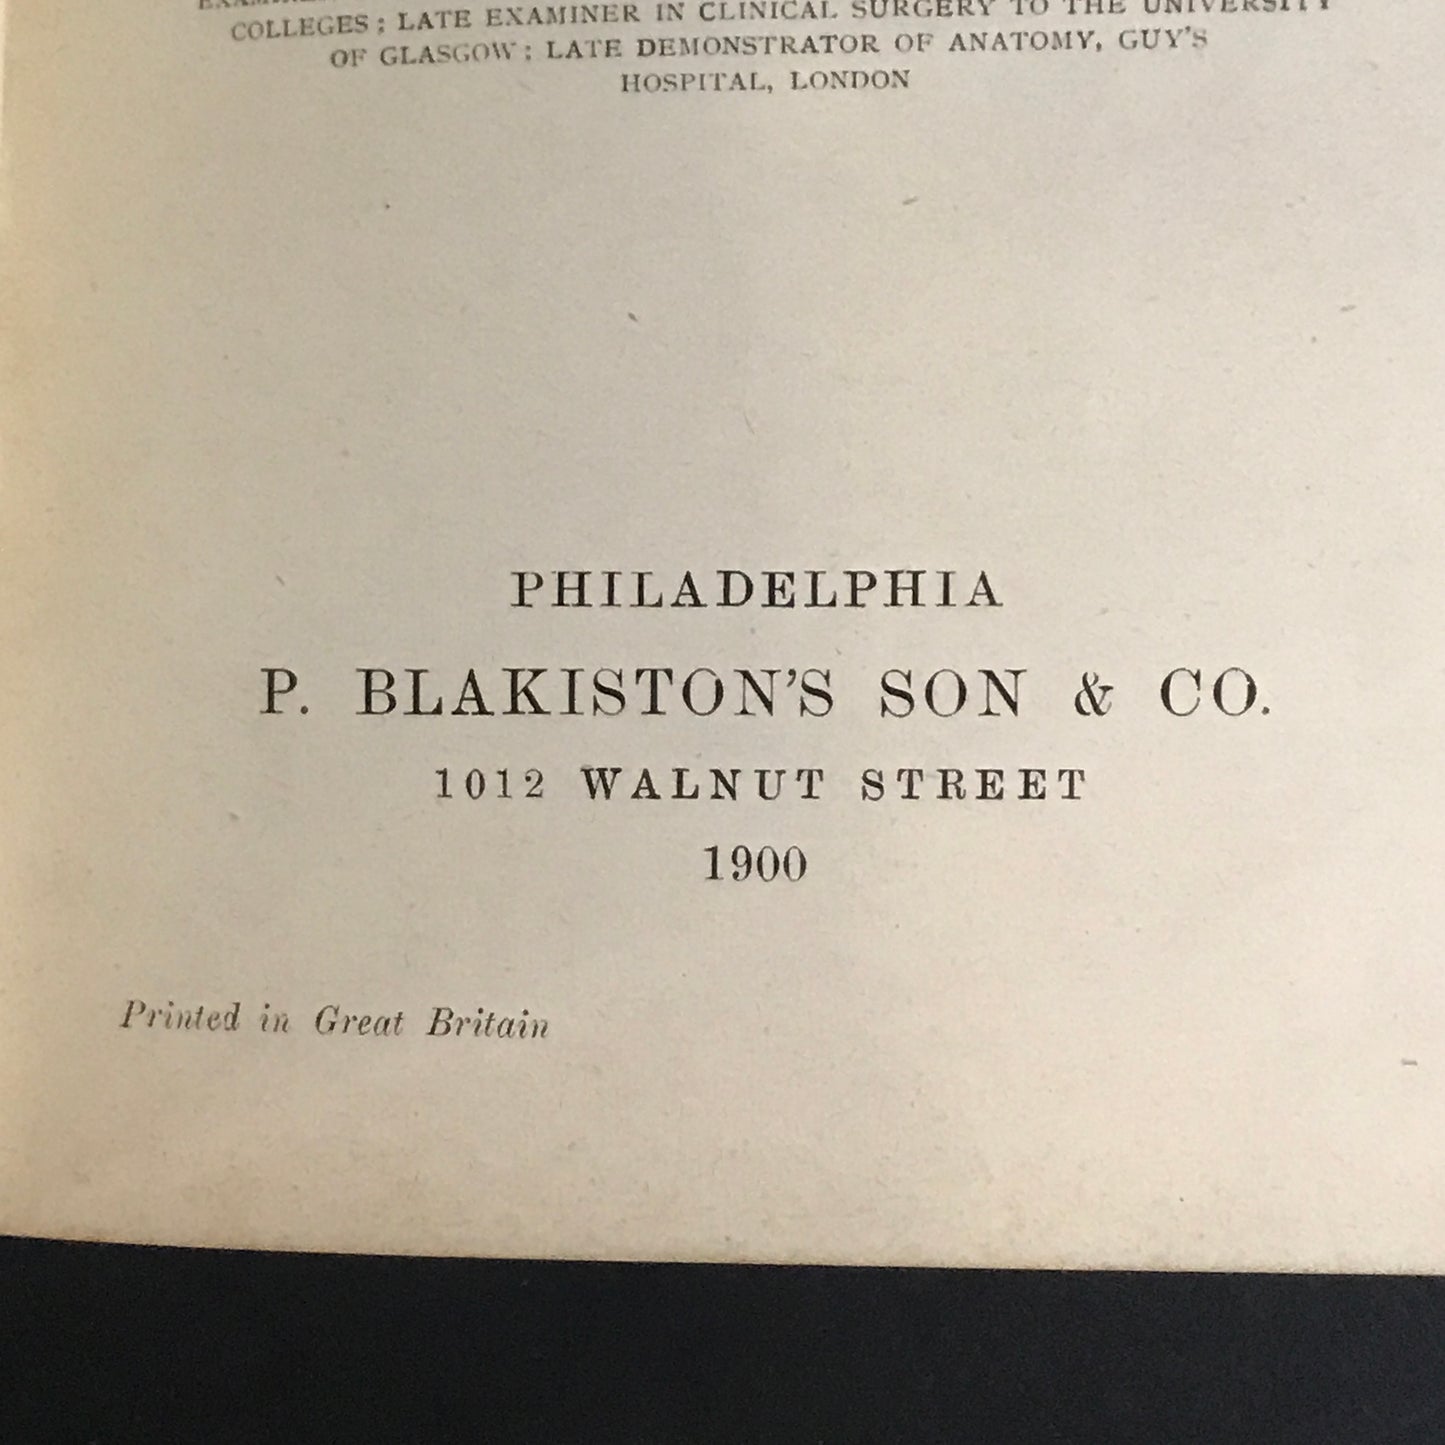 COLLEGES; LATE EXAMINER IN CLINICAL SURGERY TO THE UNIVERSITY
OF GLASGOW; LATE DEMONSTRATOR OF ANATOMY, GUY'S
HOSPITAL, LONDON
PHILADELPHIA
P. BLAKISTON'S SON & CO.
1012 WALNUT STREET
1900
Printed in Great Britain